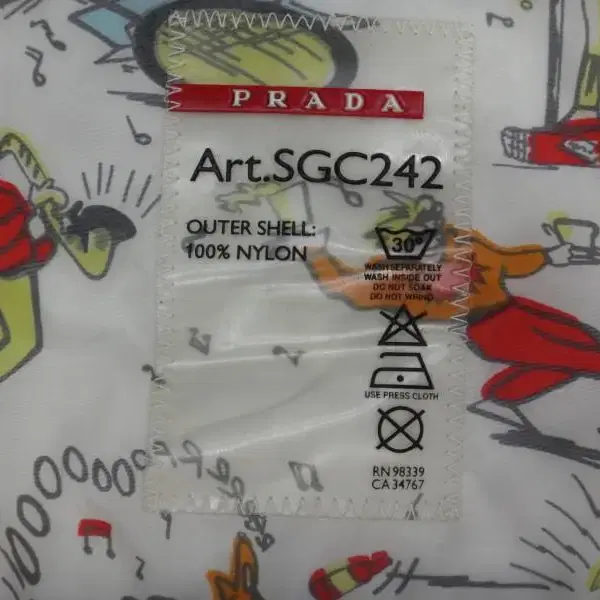 PRADA
Art.SGC242
OUTER SHELL:
100% NYLON
30°
WASH SEPARATELY
WASH INSIDE OUT
DO NOT SOAK
DO NOT WRING
USE PRESS CLOTH
RN 98339
CA 34767